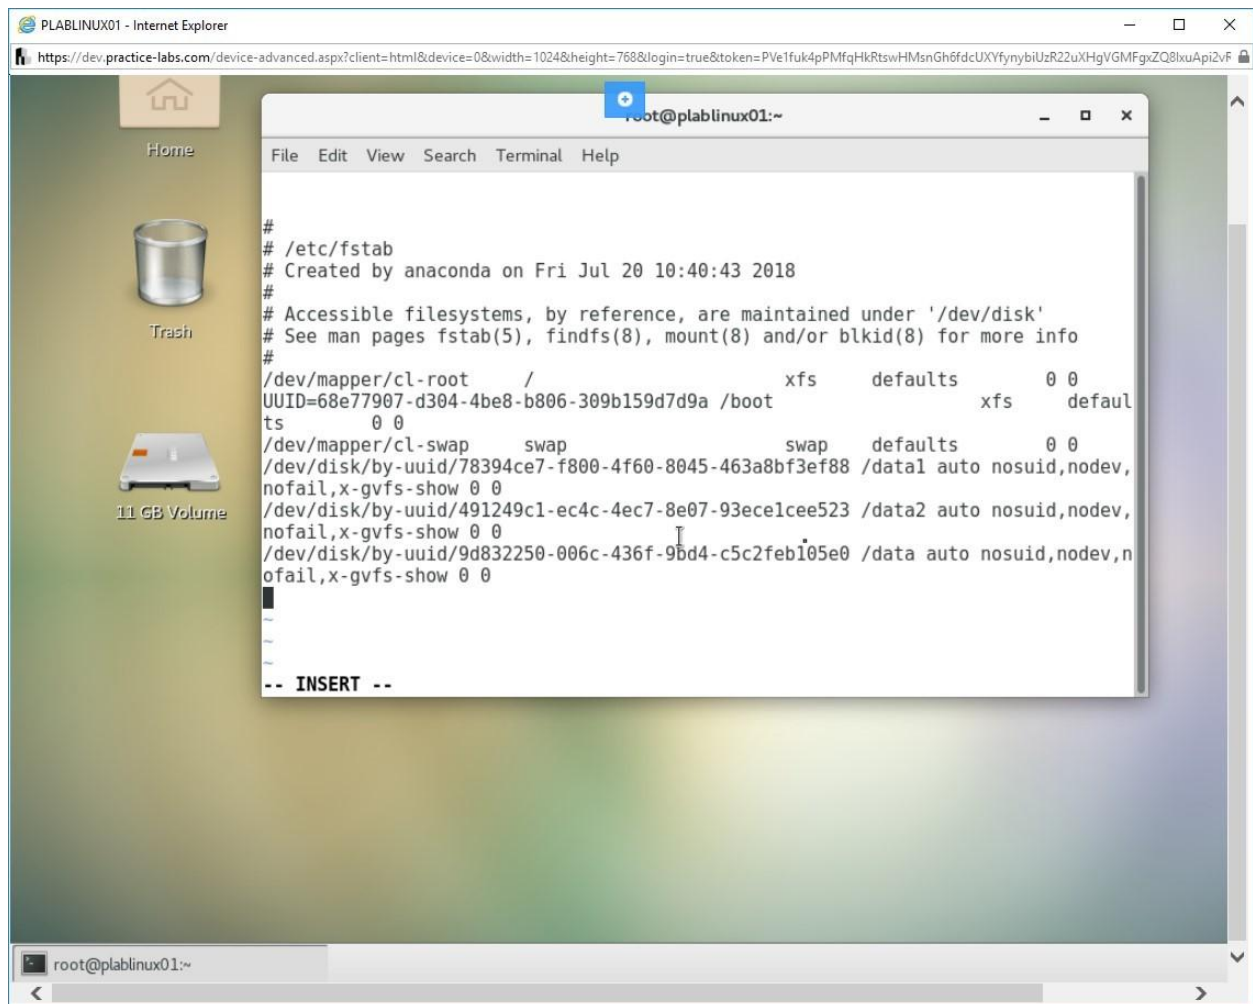 PLABLINUX01 - Internet Explorer
https://dev.practice-labs.com/device-advanced.aspx?client=html&device=0&width=1024&height=768&login=true&token=PVe1fuk4pPMfqHkRtswHMsnGh6fdcUXYfynybiUzR22uXHgVGMFgxZQ8IxuApi2vF
Home
Trash
11 GB Volume
root@plablinux01:~
File Edit View Search Terminal Help
#
# /etc/fstab
# Created by anaconda on Fri Jul 20 10:40:43 2018
#
# Accessible filesystems, by reference, are maintained under '/dev/disk'
# See man pages fstab(5), findfs(8), mount(8) and/or blkid(8) for more info
#
/dev/mapper/cl-root / xfs defaults 0 0
UUID=68e77907-d304-4be8-b806-309b159d7d9a /boot xfs defaul
ts 0 0
/dev/mapper/cl-swap swap swap defaults 0 0
/dev/disk/by-uuid/78394ce7-f800-4f60-8045-463a8bf3ef88 /data1 auto nosuid,nodev,
nofail,x-gvfs-show 0 0
/dev/disk/by-uuid/491249c1-ec4c-4ec7-8e07-93ece1cee523 /data2 auto nosuid,nodev,
nofail,x-gvfs-show 0 0
/dev/disk/by-uuid/9d832250-006c-436f-9bd4-c5c2feb105e0 /data auto nosuid,nodev,n
ofail,x-gvfs-show 0 0
~
~
~
-- INSERT --
root@plablinux01:~